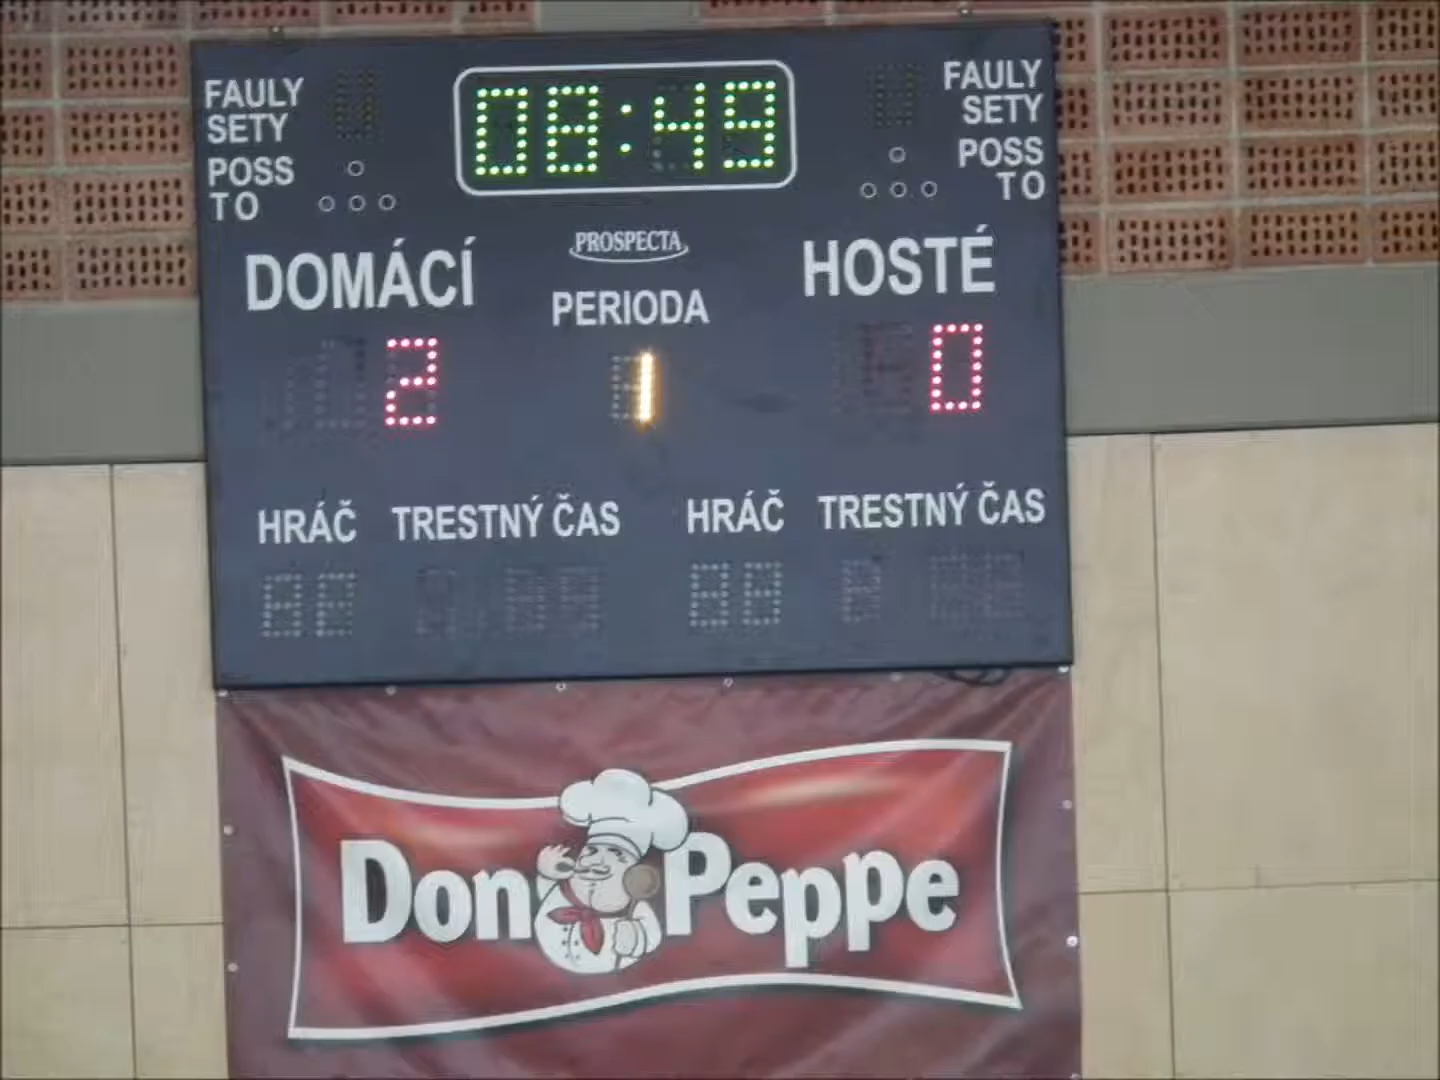 FAULY
SETY
POSS
TO
08:49
FAULY
SETY
POSS
TO
PROSPECTA
DOMÁCÍ
HOSTÉ
PERIODA
2
1
0
HRÁČ TRESTNÝ ČAS HRÁČ TRESTNÝ ČAS
Don Peppe